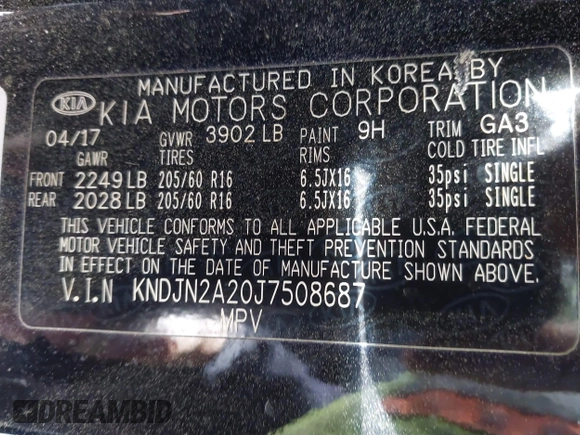 MANUFACTURED IN KOREA BY
KIA KIA MOTORS CORPORATION
04/17 GVWR 3902 LB PAINT 9H TRIM GA3
GAWR TIRES RIMS COLD TIRE INFL
FRONT 2249 LB 205/60 R16 6.5JX16 35psi SINGLE
REAR 2028 LB 205/60 R16 6.5JX16 35psi SINGLE
THIS VEHICLE CONFORMS TO ALL APPLICABLE U.S.A. FEDERAL
MOTOR VEHICLE SAFETY AND THEFT PREVENTION STANDARDS
IN EFFECT ON THE DATE OF MANUFACTURE SHOWN ABOVE.
V.I.N KNDJN2A20J7508687
MPV
DREAMBID